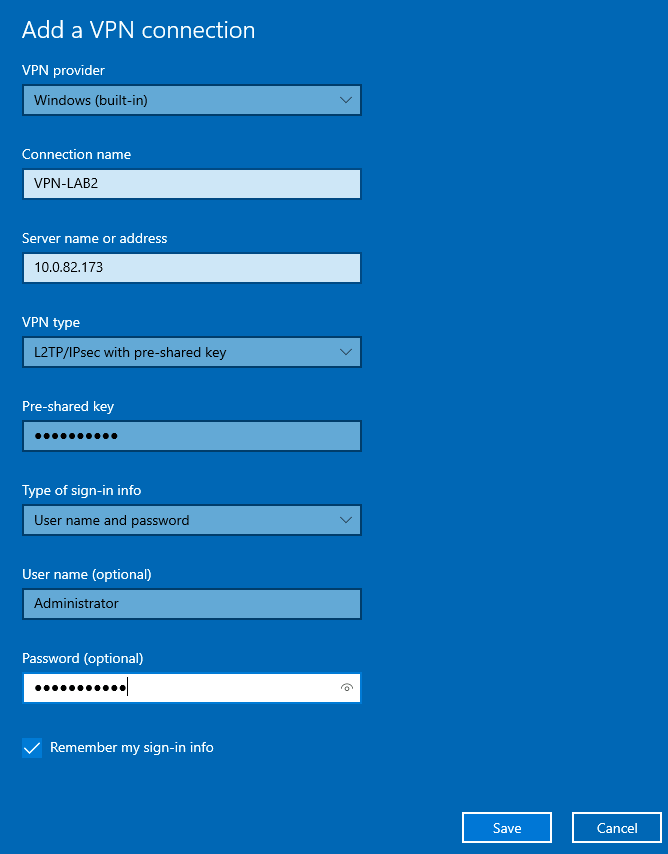 Add a VPN connection
VPN provider
Windows (built-in)
Connection name
VPN-LAB2
Server name or address
10.0.82.173
VPN type
L2TP/IPsec with pre-shared key
Pre-shared key
●●●●●●●●●●
Type of sign-in info
User name and password
User name (optional)
Administrator
Password (optional)
●●●●●●●●●●●
Remember my sign-in info
Save
Cancel